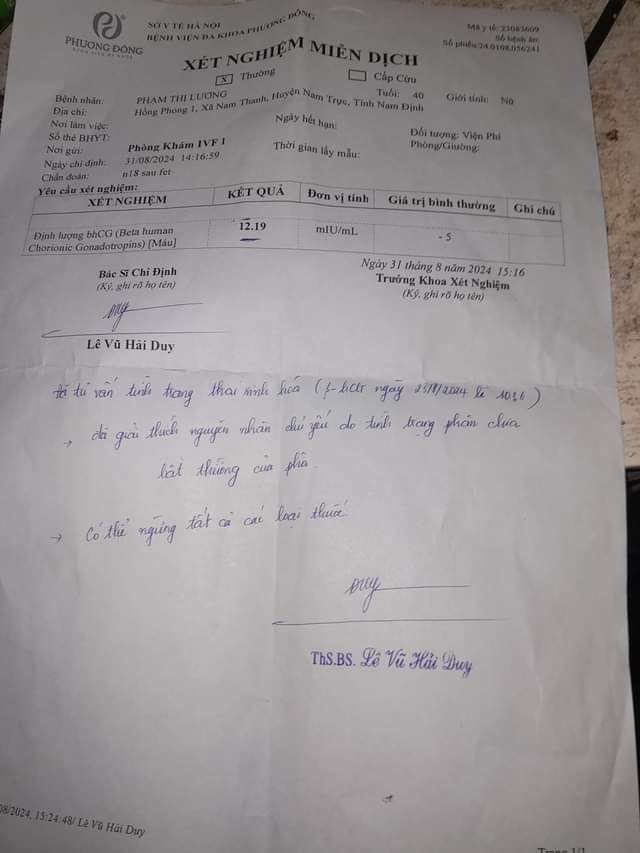 PHƯƠNG ĐÔNG
SỞ Y TẾ HÀ NỘI
BỆNH VIỆN ĐA KHOA PHƯƠNG ĐÔNG
Mã y tế: 23083609
Số bệnh án:
Số phiếu:24.0108.056241
XÉT NGHIỆM MIỄN DỊCH
X Thường Cấp Cứu
Bệnh nhân: PHẠM THỊ LƯƠNG Tuổi: 40 Giới tính: Nữ
Địa chỉ: Hồng Phong 1, Xã Nam Thanh, Huyện Nam Trực, Tỉnh Nam Định
Nơi làm việc:
Số thẻ BHYT: Ngày hết hạn: Đối tượng: Viện Phí
Nơi gửi: Phòng Khám IVF 1 Phòng/Giường:
Ngày chỉ định: 31/08/2024 14:16:59 Thời gian lấy mẫu:
Chẩn đoán: n18 sau fet
Yêu cầu xét nghiệm:
XÉT NGHIỆM KẾT QUẢ Đơn vị tính Giá trị bình thường Ghi chú
Định lượng bhCG (Beta human 12.19 mIU/mL - 5
Chorionic Gonadotropins) [Máu]
Ngày 31 tháng 8 năm 2024 15:16
Bác Sĩ Chỉ Định Trưởng Khoa Xét Nghiệm
(Ký, ghi rõ họ tên) (Ký, ghi rõ họ tên)
Duy
Lê Vũ Hải Duy
Đã tư vấn tình trạng thai sinh hoá (β-hCG ngày
→ đã giải thích nguyên nhân chủ yếu do tình trạng phân chia
bất thường của phôi
→ Có thể ngừng tất cả các loại thuốc.
Duy
ThS.BS. Lê Vũ Hải Duy
08/2024, 15:24:48/ Lê Vũ Hải Duy
Trang 1/1